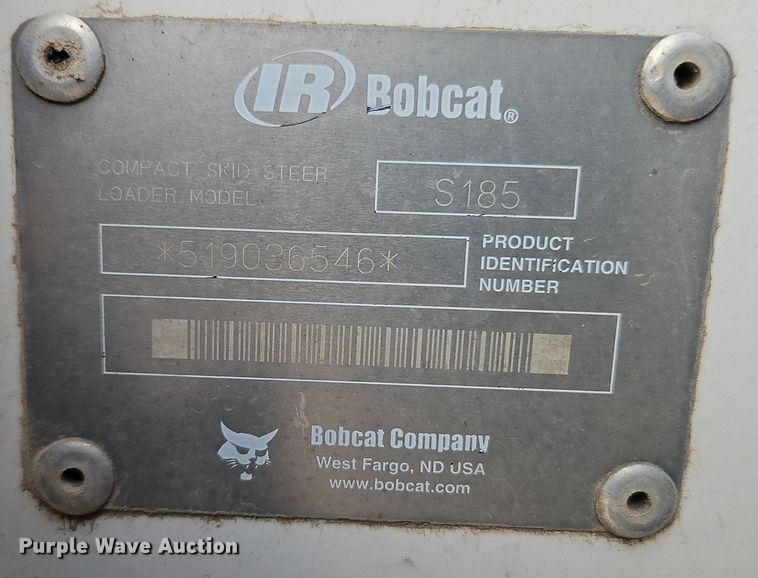 IR Bobcat®
COMPACT SKID STEER
LOADER MODEL
S185
*519036546*
PRODUCT
IDENTIFICATION
NUMBER
Bobcat Company
West Fargo, ND USA
www.bobcat.com
Purple Wave Auction